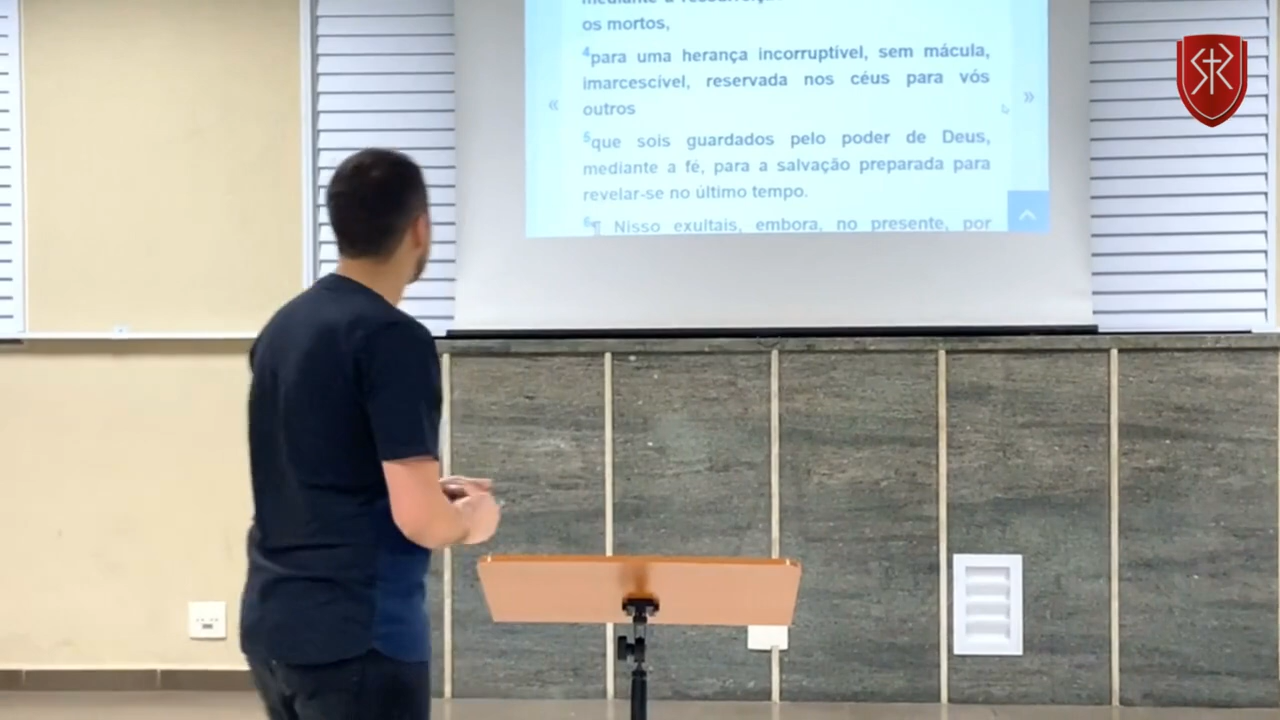 mediante a
os mortos,
4para uma herança incorruptível, sem mácula,
imarcescível, reservada nos céus para vós
outros
5que sois guardados pelo poder de Deus,
mediante a fé, para a salvação preparada para
revelar-se no último tempo.
6¶ Nisso exultais, embora, no presente, por